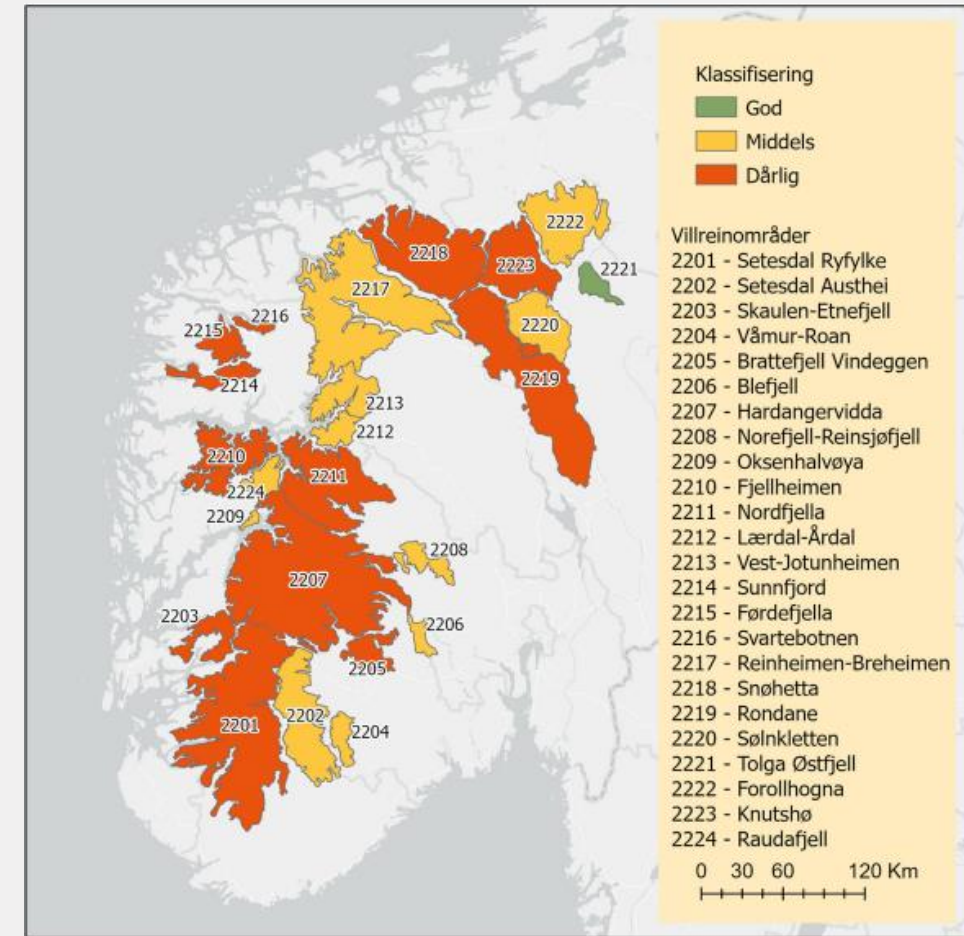 Klassifisering
God
Middels
Dårlig
Villreinområder
2201 - Setesdal Ryfylke
2202 - Setesdal Austhei
2203 - Skaulen-Etnefjell
2204 - Våmur-Roan
2205 - Brattefjell Vindeggen
2206 - Blefjell
2207 - Hardangervidda
2208 - Norefjell-Reinsjøfjell
2209 - Oksenhalvøya
2210 - Fjellheimen
2211 - Nordfjella
2212 - Lærdal-Årdal
2213 - Vest-Jotunheimen
2214 - Sunnfjord
2215 - Førdefjella
2216 - Svartebotnen
2217 - Reinheimen-Breheimen
2218 - Snøhetta
2219 - Rondane
2220 - Sølnkletten
2221 - Tolga Østfjell
2222 - Forollhogna
2223 - Knutshø
2224 - Raudafjell
0 30 60 120 Km
2222
2218
2223
2221
2217
2216
2215
2220
2214
2219
2213
2212
2210
2211
2224
2209
2208
2207
2203
2206
2205
2202
2201
2204